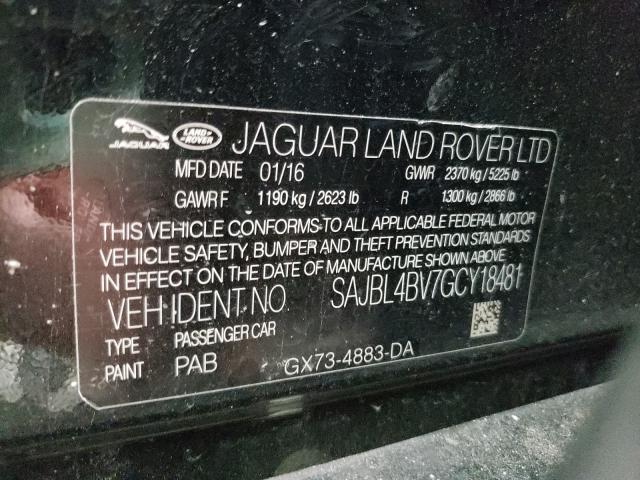 JAGUAR LAND ROVER JAGUAR LAND ROVER LTD
MFD DATE 01/16 GWWR 2370 kg / 5225 lb
GAWR F 1190 kg / 2623 lb R 1300 kg / 2866 lb
THIS VEHICLE CONFORMS TO ALL APPLICABLE FEDERAL MOTOR
VEHICLE SAFETY, BUMPER AND THEFT PREVENTION STANDARDS
IN EFFECT ON THE DATE OF MANUFACTURE SHOWN ABOVE
VEH IDENT NO SAJBL4BV7GCY18481
TYPE PASSENGER CAR
PAINT PAB GX73-4883-DA